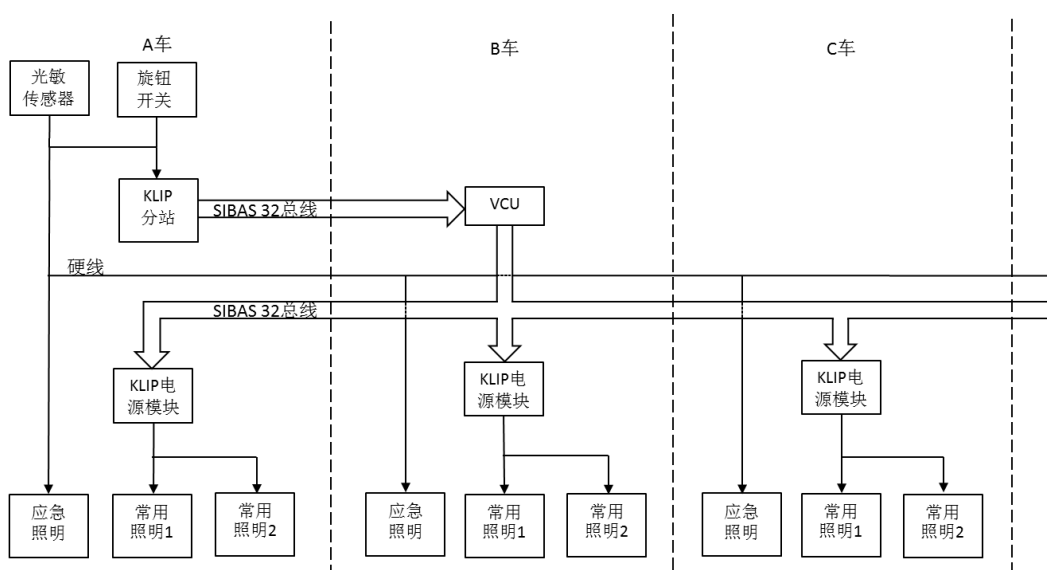 A车
B车
C车
光敏
传感器
旋钮
开关
KLIP
分站
SIBAS 32总线
VCU
硬线
SIBAS 32总线
KLIP电
源模块
KLIP电
源模块
KLIP电
源模块
应急
照明
常用
照明1
常用
照明2
应急
照明
常用
照明1
常用
照明2
应急
照明
常用
照明1
常用
照明2